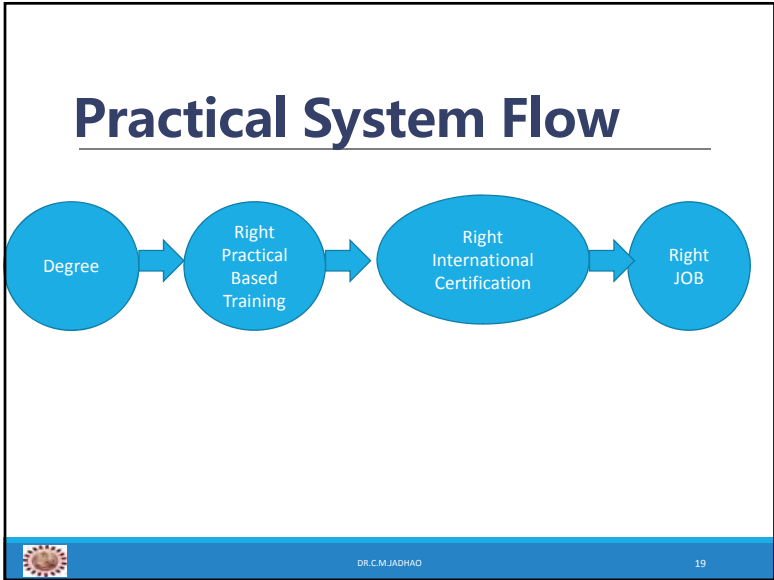 Practical System Flow
Degree
Right
Practical
Based
Training
Right
International
Certification
Right
JOB
DR.C.M.JADHAO
19